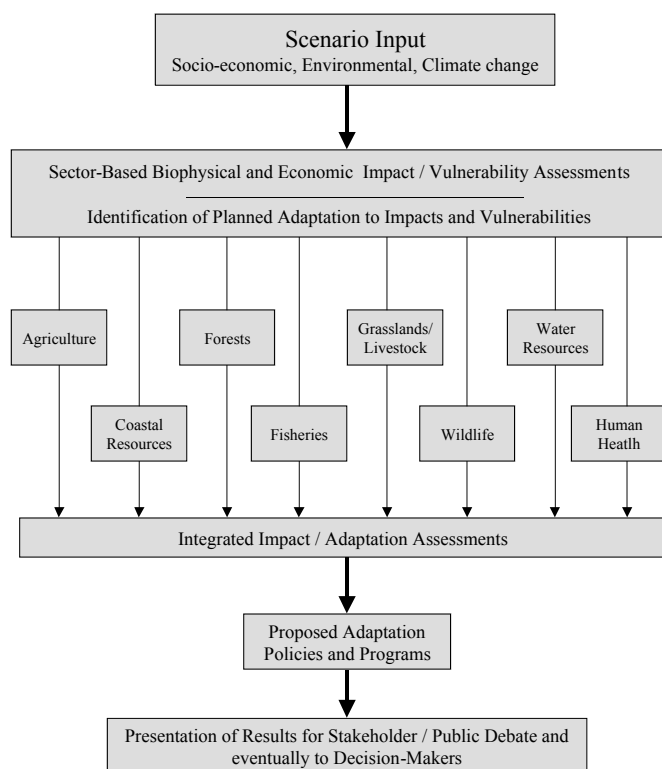 Scenario Input
Socio-economic, Environmental, Climate change
Sector-Based Biophysical and Economic Impact / Vulnerability Assessments
Identification of Planned Adaptation to Impacts and Vulnerabilities
Agriculture
Forests
Grasslands/
Livestock
Water
Resources
Coastal
Resources
Fisheries
Wildlife
Human
Heatlh
Integrated Impact / Adaptation Assessments
Proposed Adaptation
Policies and Programs
Presentation of Results for Stakeholder / Public Debate and
eventually to Decision-Makers